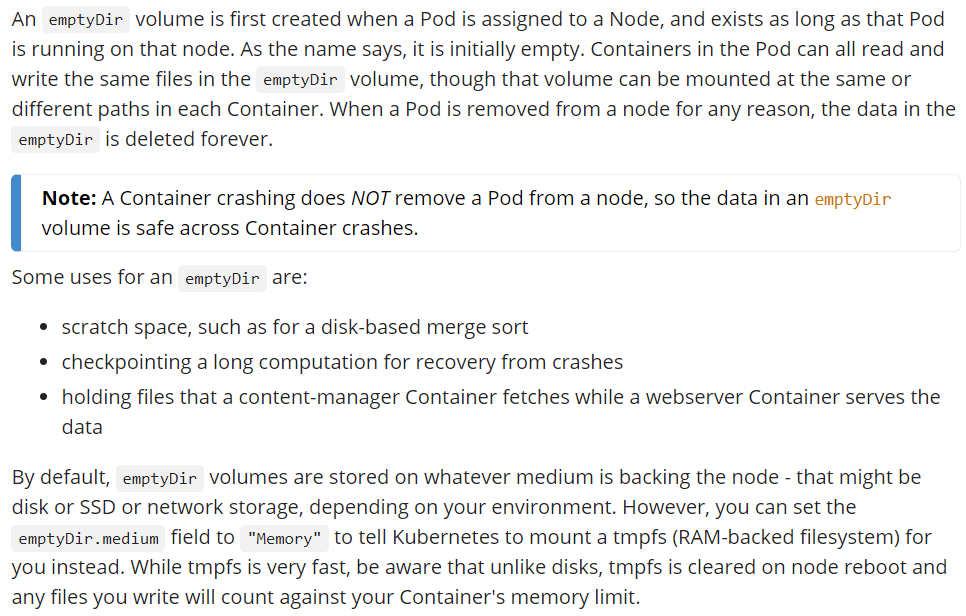 An emptyDir volume is first created when a Pod is assigned to a Node, and exists as long as that Pod
is running on that node. As the name says, it is initially empty. Containers in the Pod can all read and
write the same files in the emptyDir volume, though that volume can be mounted at the same or
different paths in each Container. When a Pod is removed from a node for any reason, the data in the
emptyDir is deleted forever.
Note: A Container crashing does NOT remove a Pod from a node, so the data in an emptyDir
volume is safe across Container crashes.
Some uses for an emptyDir are:
• scratch space, such as for a disk-based merge sort
• checkpointing a long computation for recovery from crashes
• holding files that a content-manager Container fetches while a webserver Container serves the
data
By default, emptyDir volumes are stored on whatever medium is backing the node - that might be
disk or SSD or network storage, depending on your environment. However, you can set the
emptyDir.medium field to "Memory" to tell Kubernetes to mount a tmpfs (RAM-backed filesystem) for
you instead. While tmpfs is very fast, be aware that unlike disks, tmpfs is cleared on node reboot and
any files you write will count against your Container's memory limit.